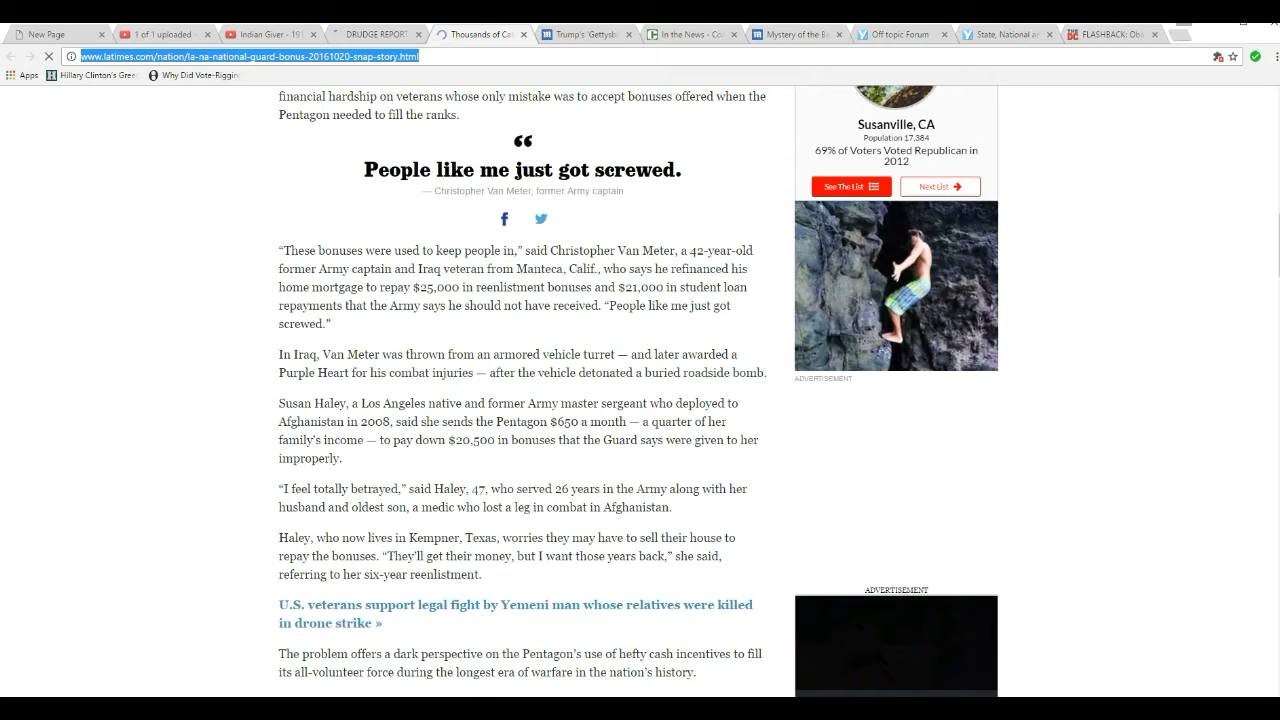 New Page
1 of 1 uploaded -
Indian Giver - 19
DRUDGE REPORT
Thousands of Cal
Trump's 'Gettysb
In the News - Co
Mystery of the B
Off topic Forum
State, National an
FLASHBACK: Ob
www.latimes.com/nation/la-na-national-guard-bonus-20161020-snap-story.html
Apps
Hillary Clinton's Gree
Why Did Vote-Rigging
financial hardship on veterans whose only mistake was to accept bonuses offered when the
Pentagon needed to fill the ranks.
“
People like me just got screwed.
— Christopher Van Meter, former Army captain
“These bonuses were used to keep people in,” said Christopher Van Meter, a 42-year-old
former Army captain and Iraq veteran from Manteca, Calif., who says he refinanced his
home mortgage to repay $25,000 in reenlistment bonuses and $21,000 in student loan
repayments that the Army says he should not have received. “People like me just got
screwed.”
In Iraq, Van Meter was thrown from an armored vehicle turret — and later awarded a
Purple Heart for his combat injuries — after the vehicle detonated a buried roadside bomb.
Susan Haley, a Los Angeles native and former Army master sergeant who deployed to
Afghanistan in 2008, said she sends the Pentagon $650 a month — a quarter of her
family’s income — to pay down $20,500 in bonuses that the Guard says were given to her
improperly.
“I feel totally betrayed,” said Haley, 47, who served 26 years in the Army along with her
husband and oldest son, a medic who lost a leg in combat in Afghanistan.
Haley, who now lives in Kempner, Texas, worries they may have to sell their house to
repay the bonuses. “They’ll get their money, but I want those years back,” she said,
referring to her six-year reenlistment.
U.S. veterans support legal fight by Yemeni man whose relatives were killed
in drone strike »
The problem offers a dark perspective on the Pentagon’s use of hefty cash incentives to fill
its all-volunteer force during the longest era of warfare in the nation’s history.
Susanville, CA
Population 17,384
69% of Voters Voted Republican in
2012
See The List
Next List
ADVERTISEMENT
ADVERTISEMENT